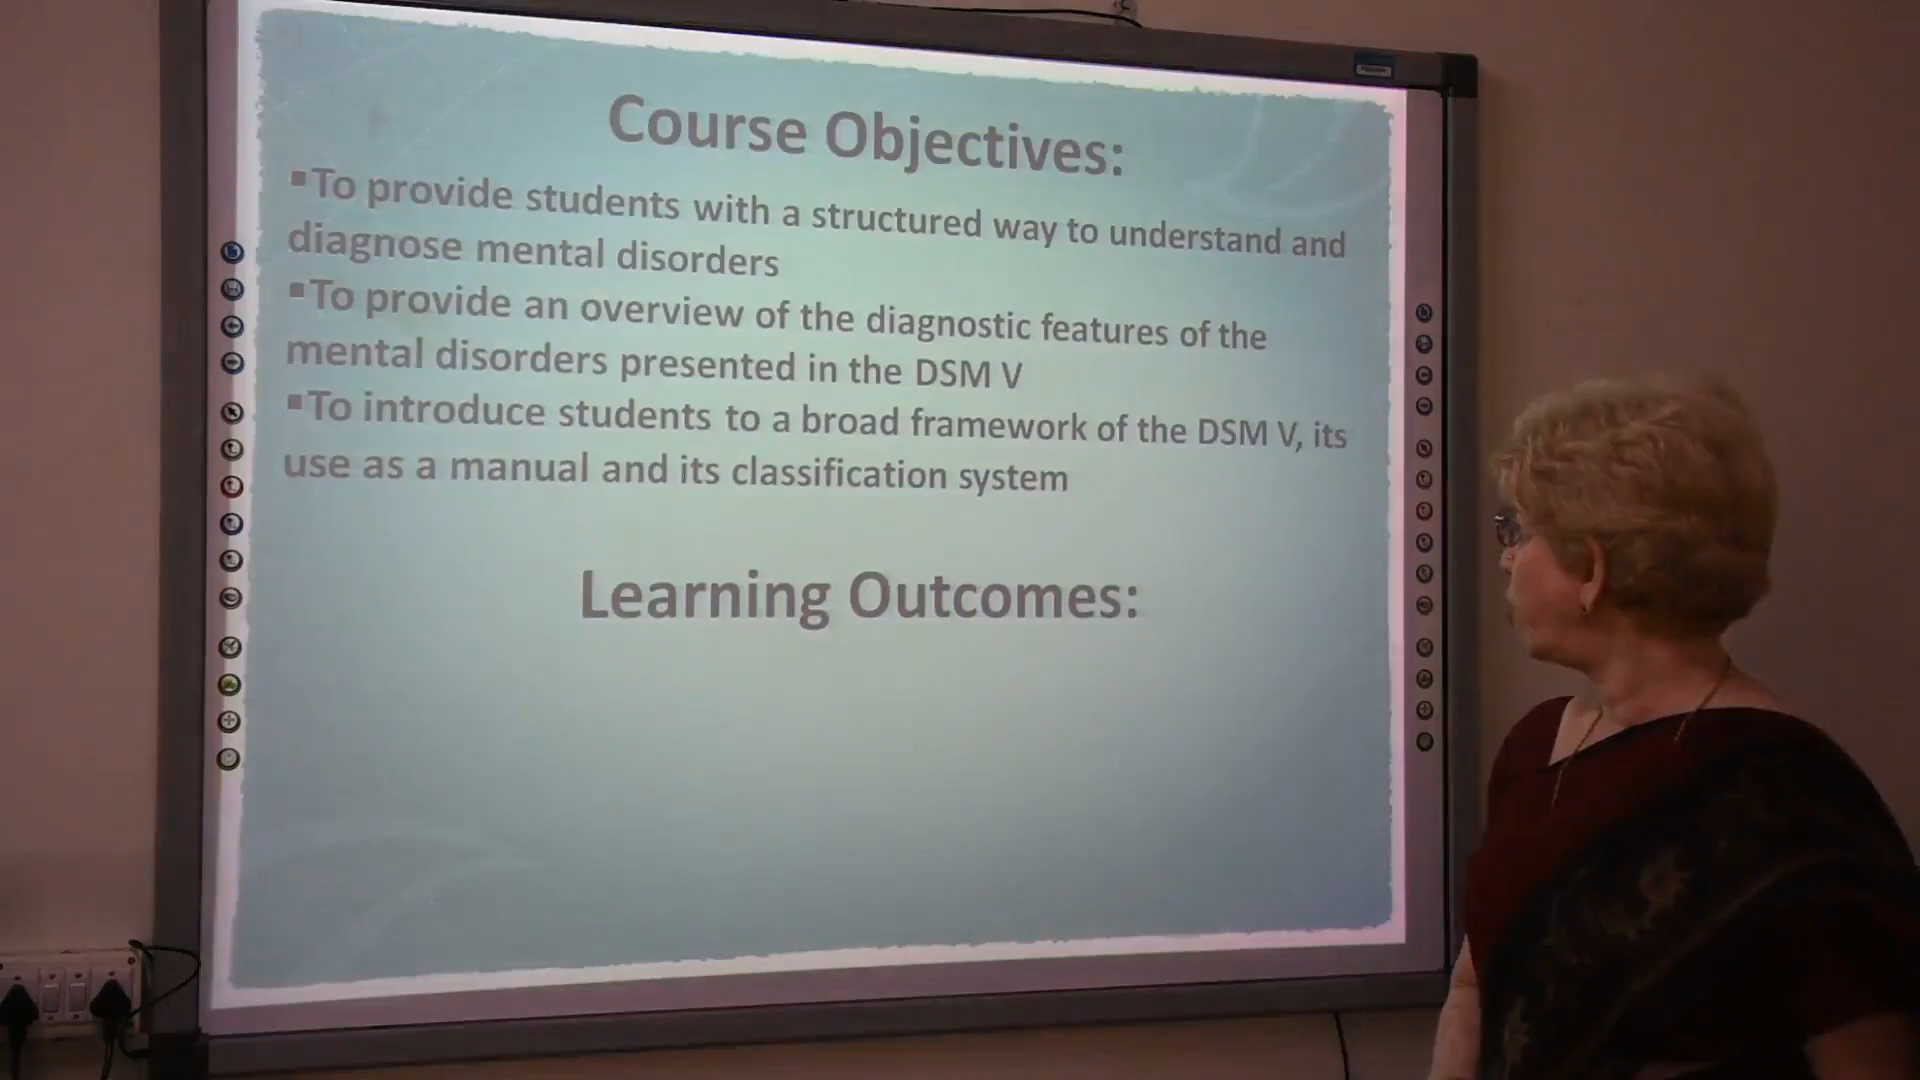 Course Objectives:
▪To provide students with a structured way to understand and
diagnose mental disorders
▪To provide an overview of the diagnostic features of the
mental disorders presented in the DSM V
▪To introduce students to a broad framework of the DSM V, its
use as a manual and its classification system
Learning Outcomes: